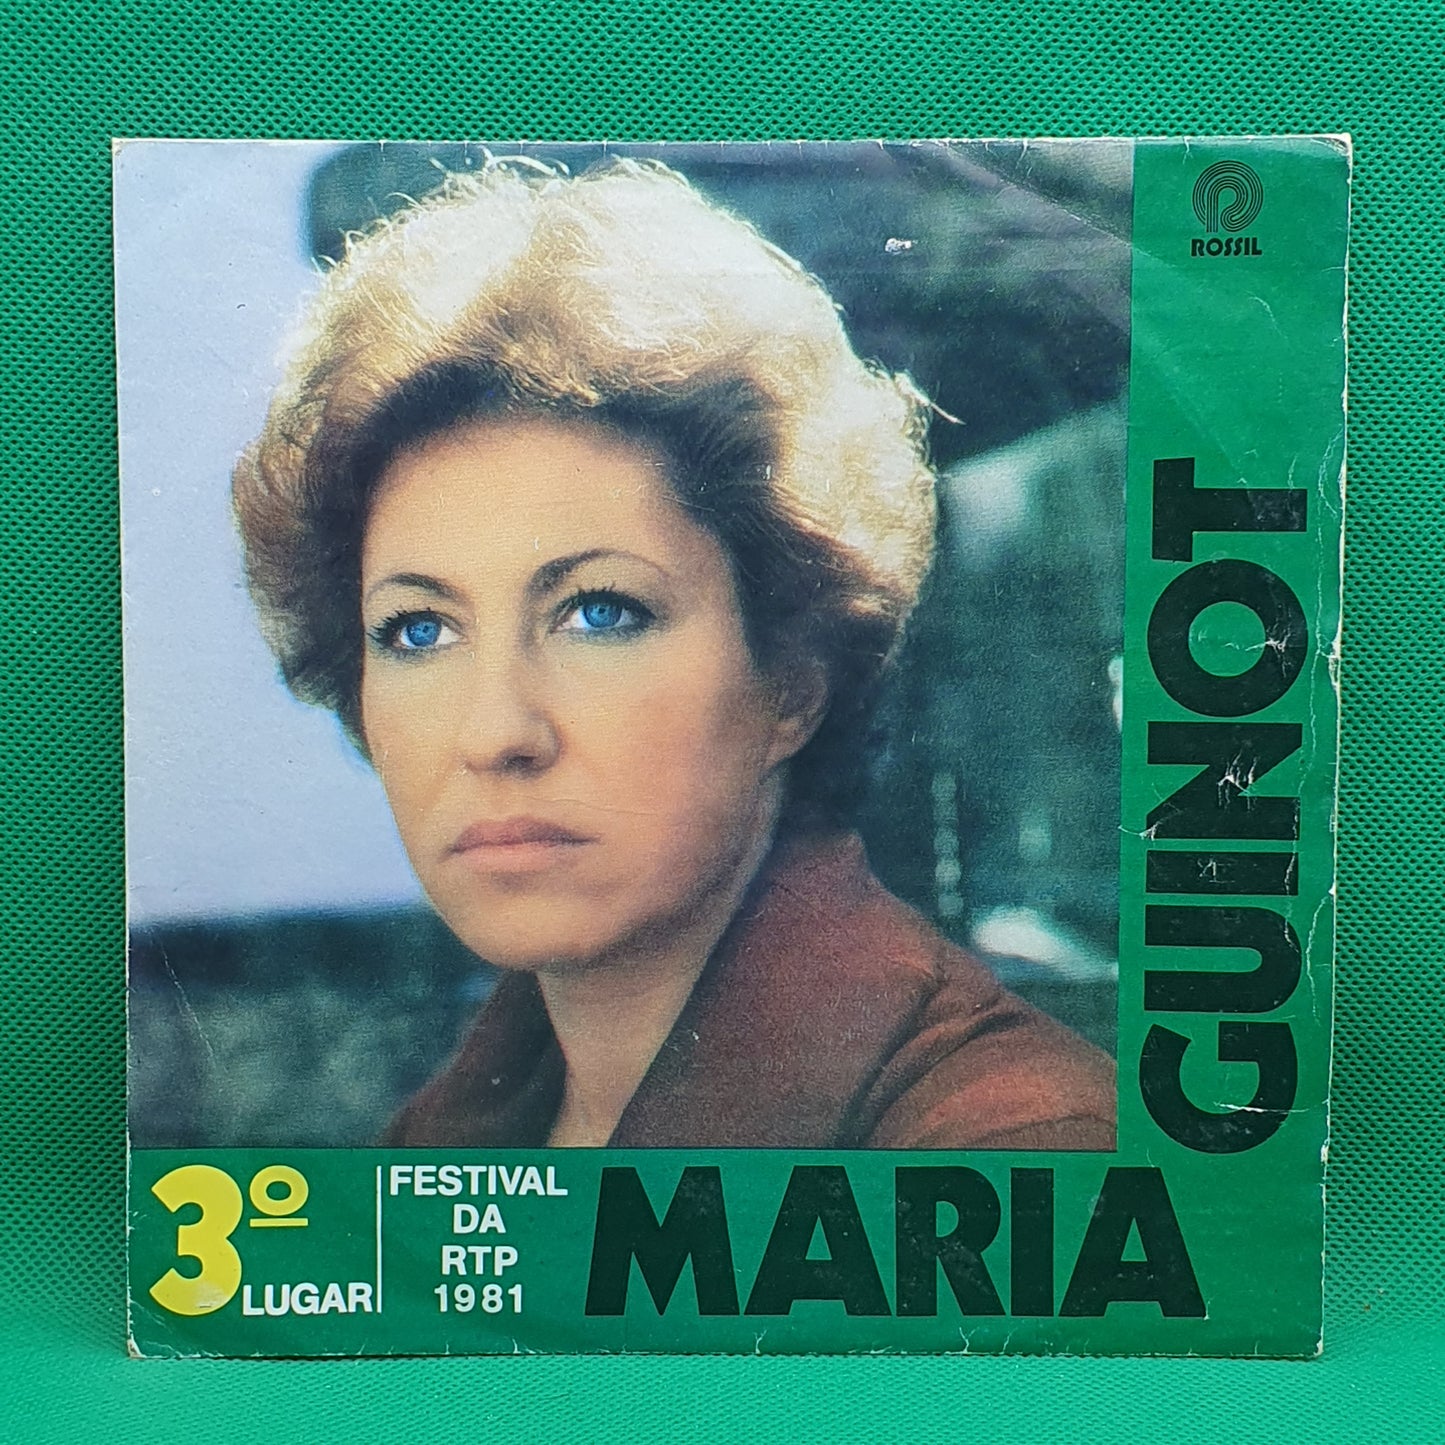 ROSSIL
3º
LUGAR
FESTIVAL
DA
RTP
1981
MARIA
GUINOT